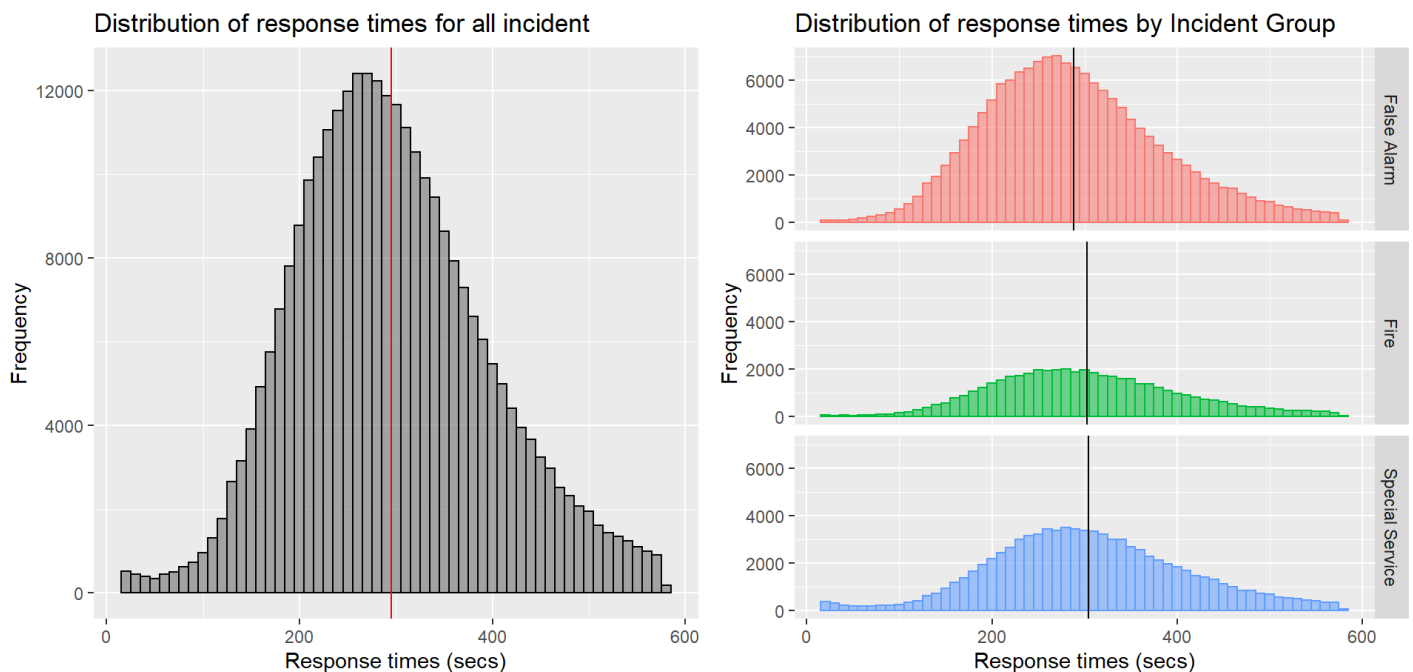 Distribution of response times for all incident
Frequency
12000
8000
4000
0
0 200 400 600
Response times (secs)
Distribution of response times by Incident Group
Frequency
6000
4000
2000
0
False Alarm
6000
4000
2000
0
Fire
6000
4000
2000
0
Special Service
0 200 400 600
Response times (secs)